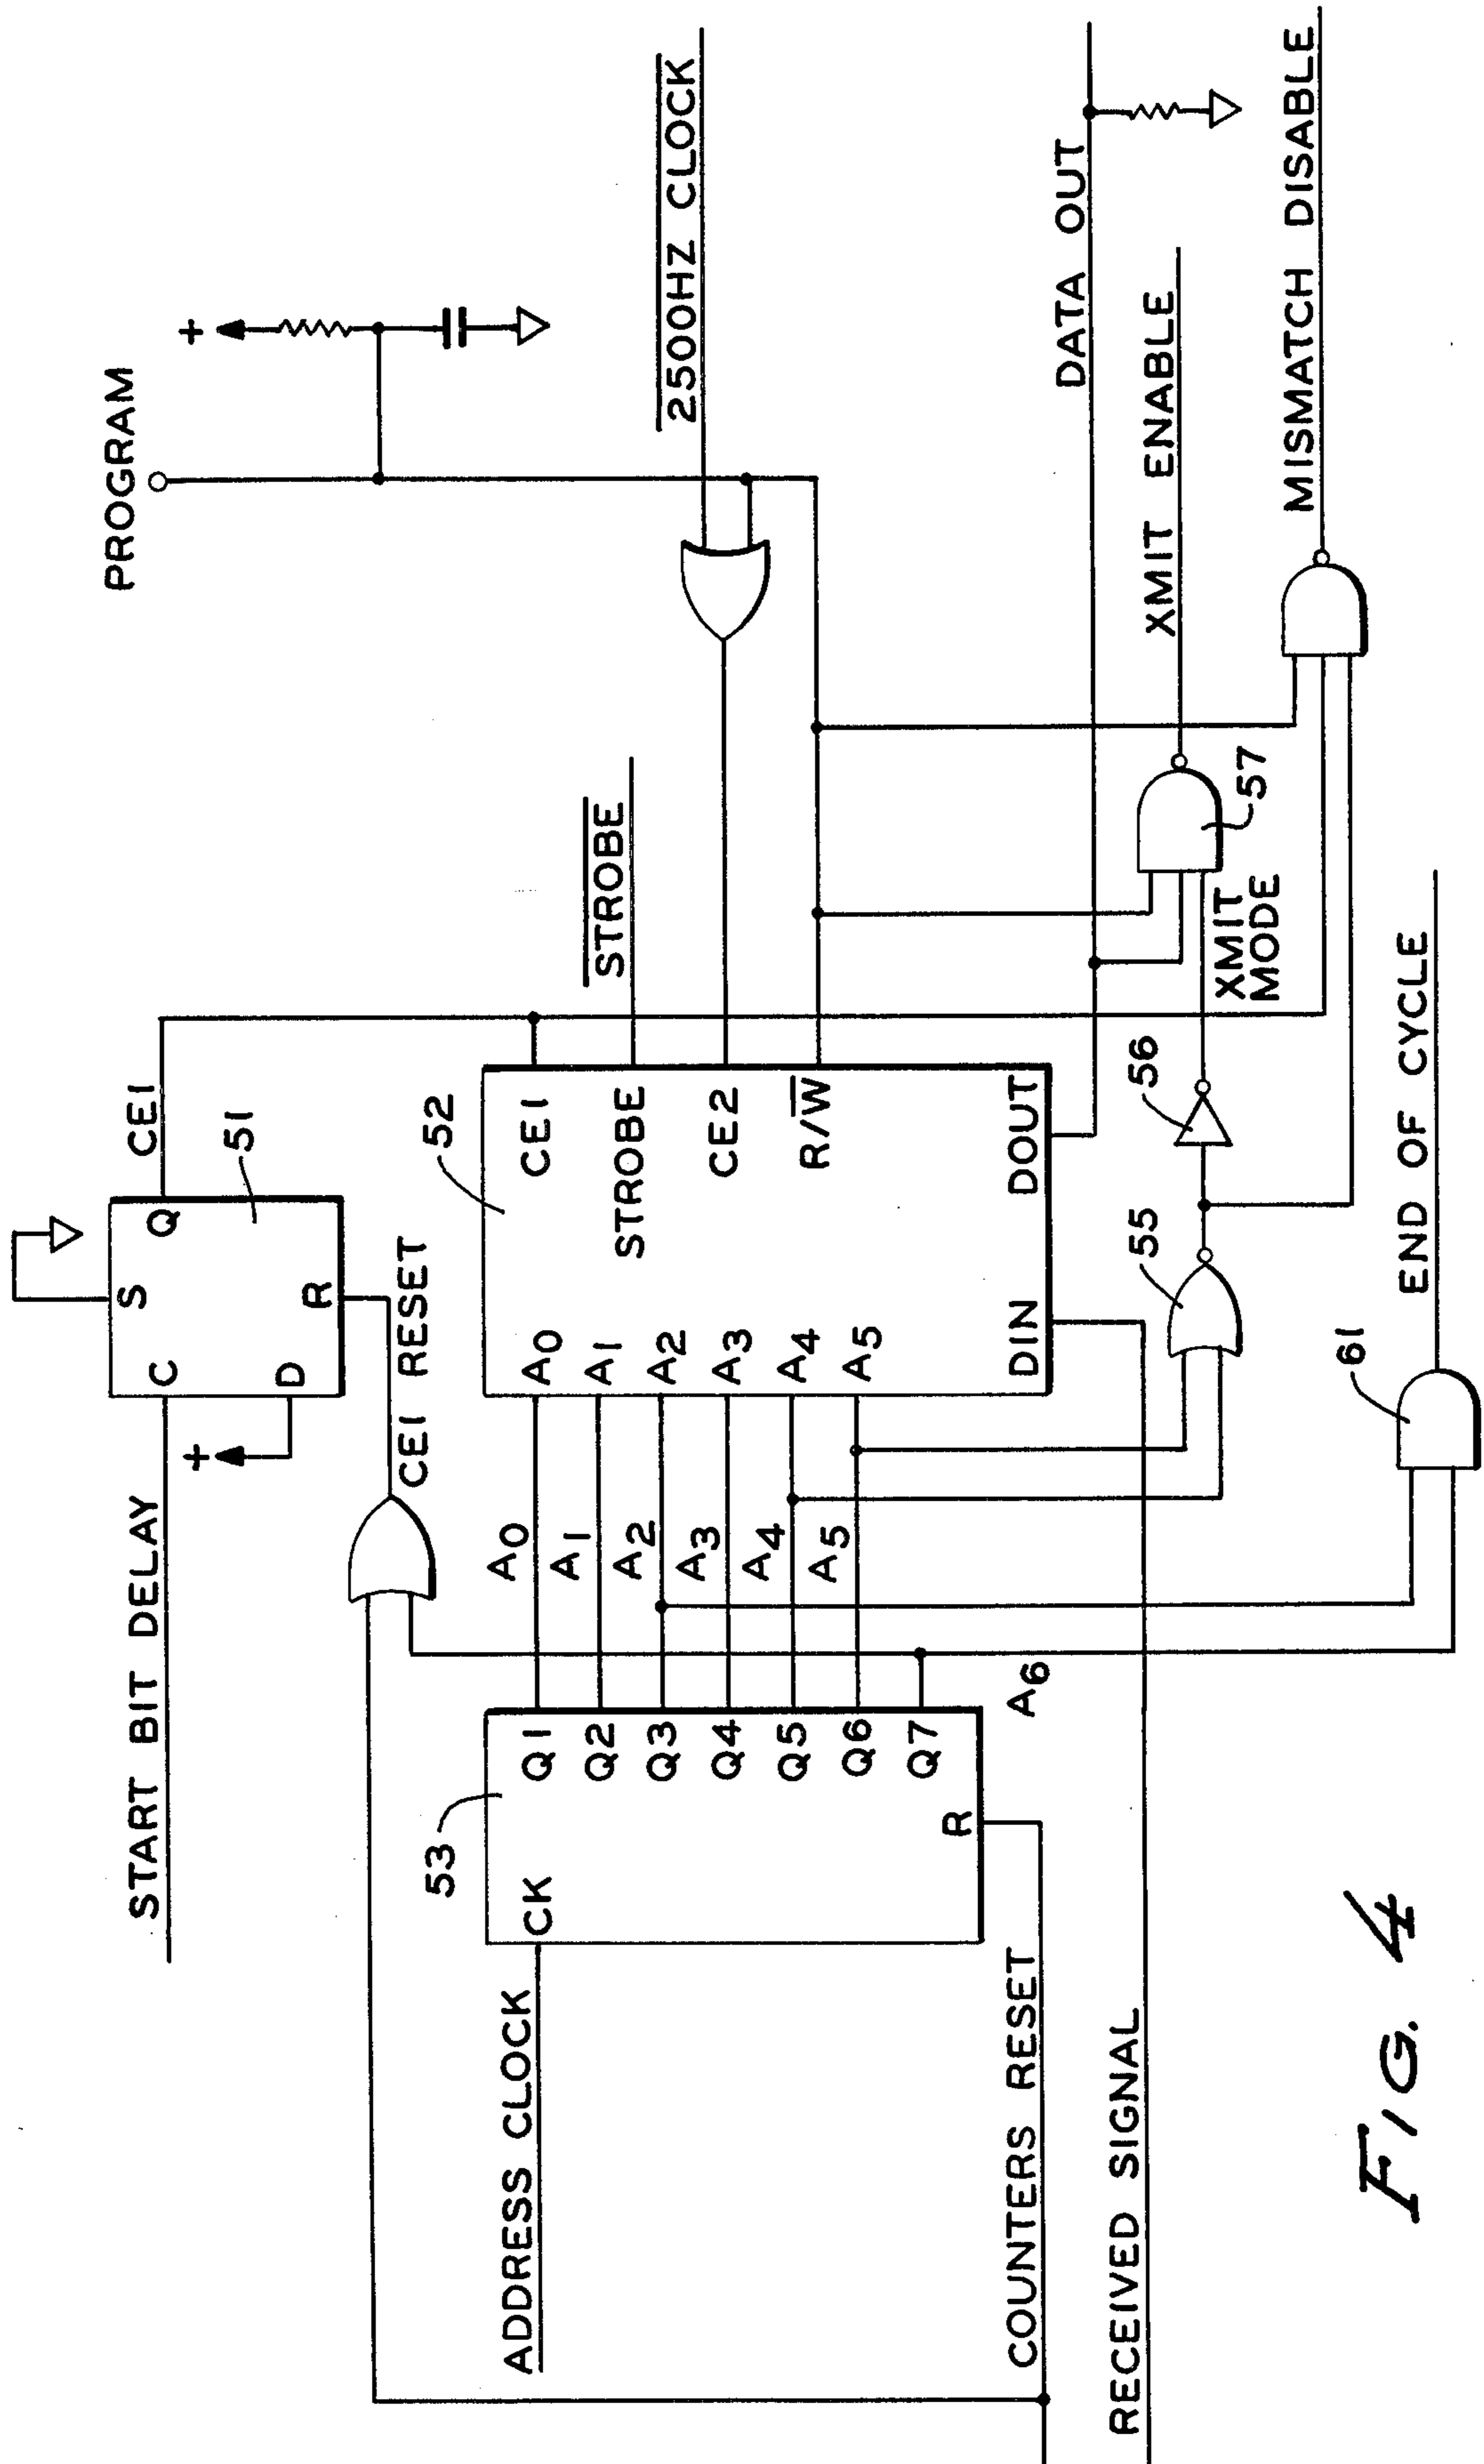 START BIT DELAY
C
S
Q
D
R
51
CE1
CE1 RESET
+
PROGRAM
+
2500HZ CLOCK
STROBE
53
ADDRESS CLOCK
CK
Q1
Q2
Q3
Q4
Q5
Q6
Q7
R
A0
A1
A2
A3
A4
A5
A6
52
A0
A1
A2
A3
A4
A5
DIN
CE1
STROBE
CE2
R/W̅
DOUT
COUNTERS RESET
RECEIVED SIGNAL
55
56
XMIT
MODE
57
DATA OUT
XMIT ENABLE
MISMATCH DISABLE
61
END OF CYCLE
FIG. 4